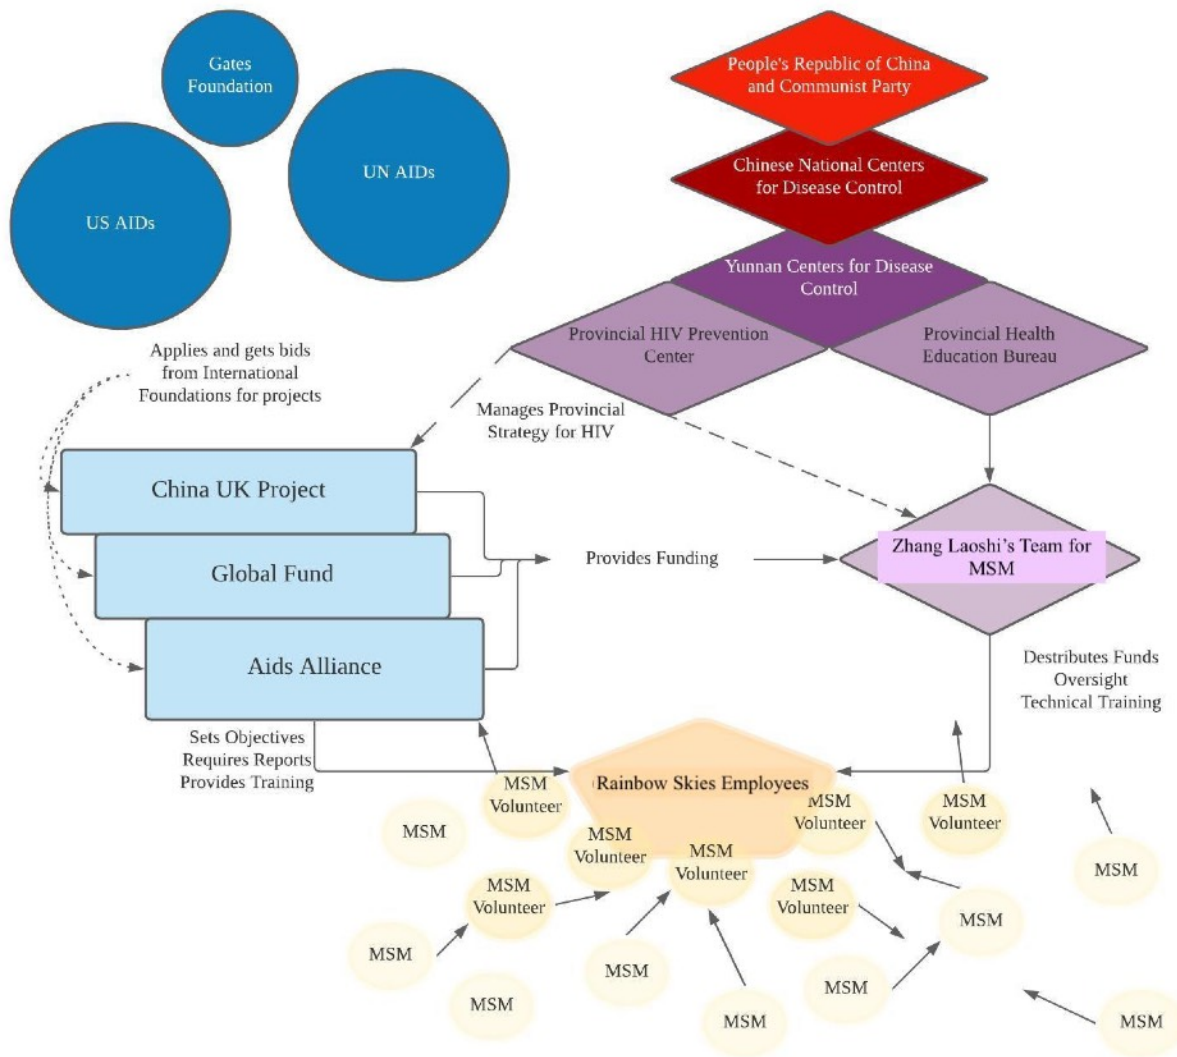 Gates
Foundation
UN AIDs
US AIDs
People's Republic of China
and Communist Party
Chinese National Centers
for Disease Control
Yunnan Centers for Disease
Control
Provincial HIV Prevention
Center
Provincial Health
Education Bureau
Applies and gets bids
from International
Foundations for projects
Manages Provincial
Strategy for HIV
China UK Project
Global Fund
Aids Alliance
Provides Funding
Zhang Laoshi's Team for
MSM
Destributes Funds
Oversight
Technical Training
Sets Objectives
Requires Reports
Provides Training
Rainbow Skies Employees
MSM
Volunteer
MSM
Volunteer
MSM
Volunteer
MSM
MSM
Volunteer
MSM
Volunteer
MSM
MSM
Volunteer
MSM
Volunteer
MSM
MSM
MSM
MSM
MSM
MSM
MSM